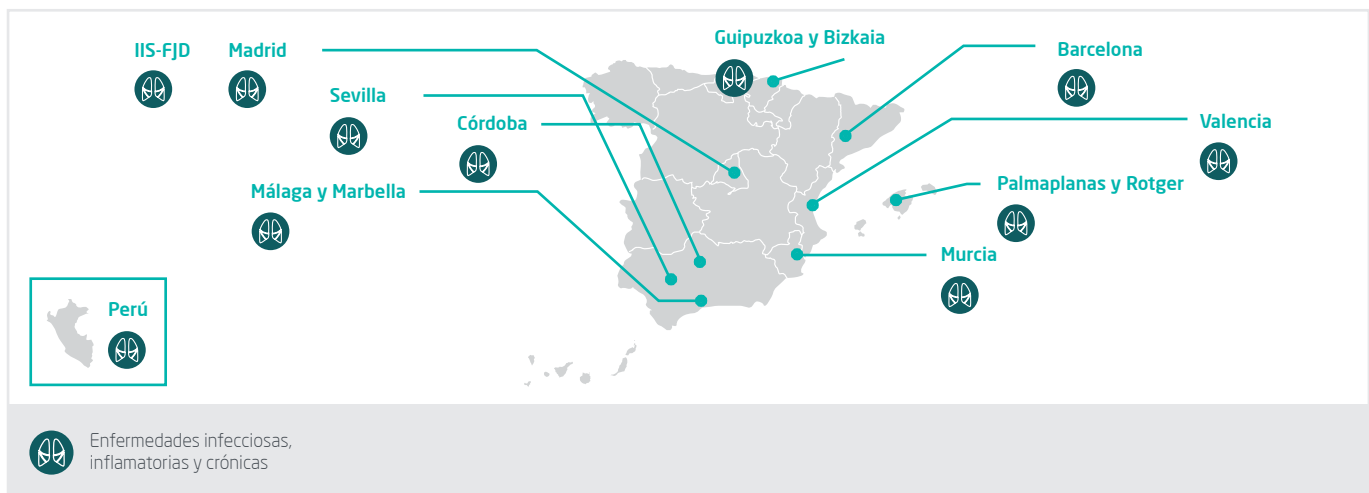 IIS-FJD
Madrid
Guipuzkoa y Bizkaia
Barcelona
Sevilla
Córdoba
Valencia
Málaga y Marbella
Palmaplanas y Rotger
Murcia
Perú
Enfermedades infecciosas,
inflamatorias y crónicas